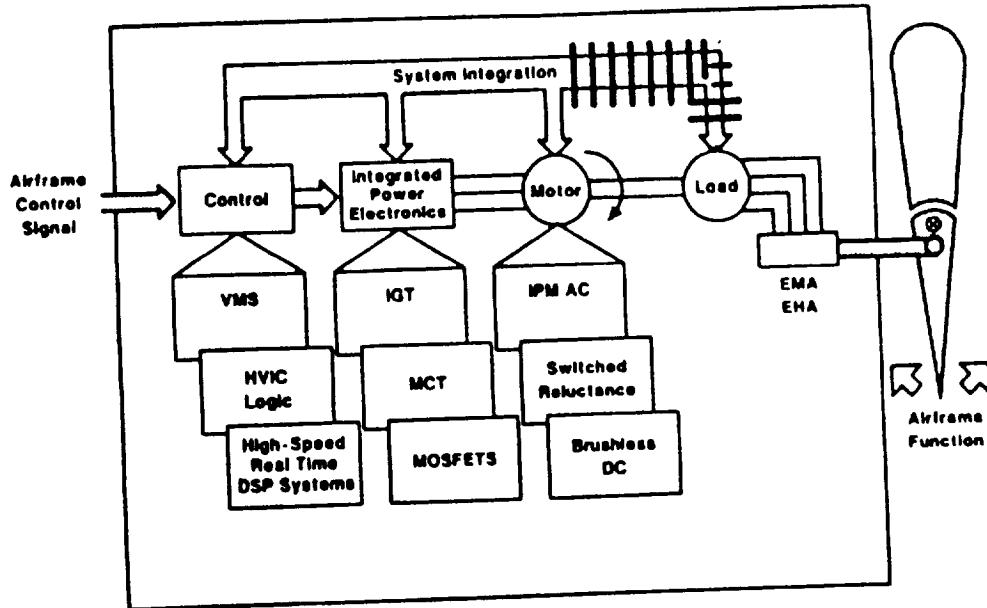 System Integration
Airframe
Control
Signal
Control
Integrated
Power
Electronics
Motor
Load
VMS
IGT
IPM AC
EMA
EHA
HVIC
Logic
MCT
Switched
Reluctance
High-Speed
Real Time
DSP Systems
MOSFETS
Brushless
DC
Airframe
Function